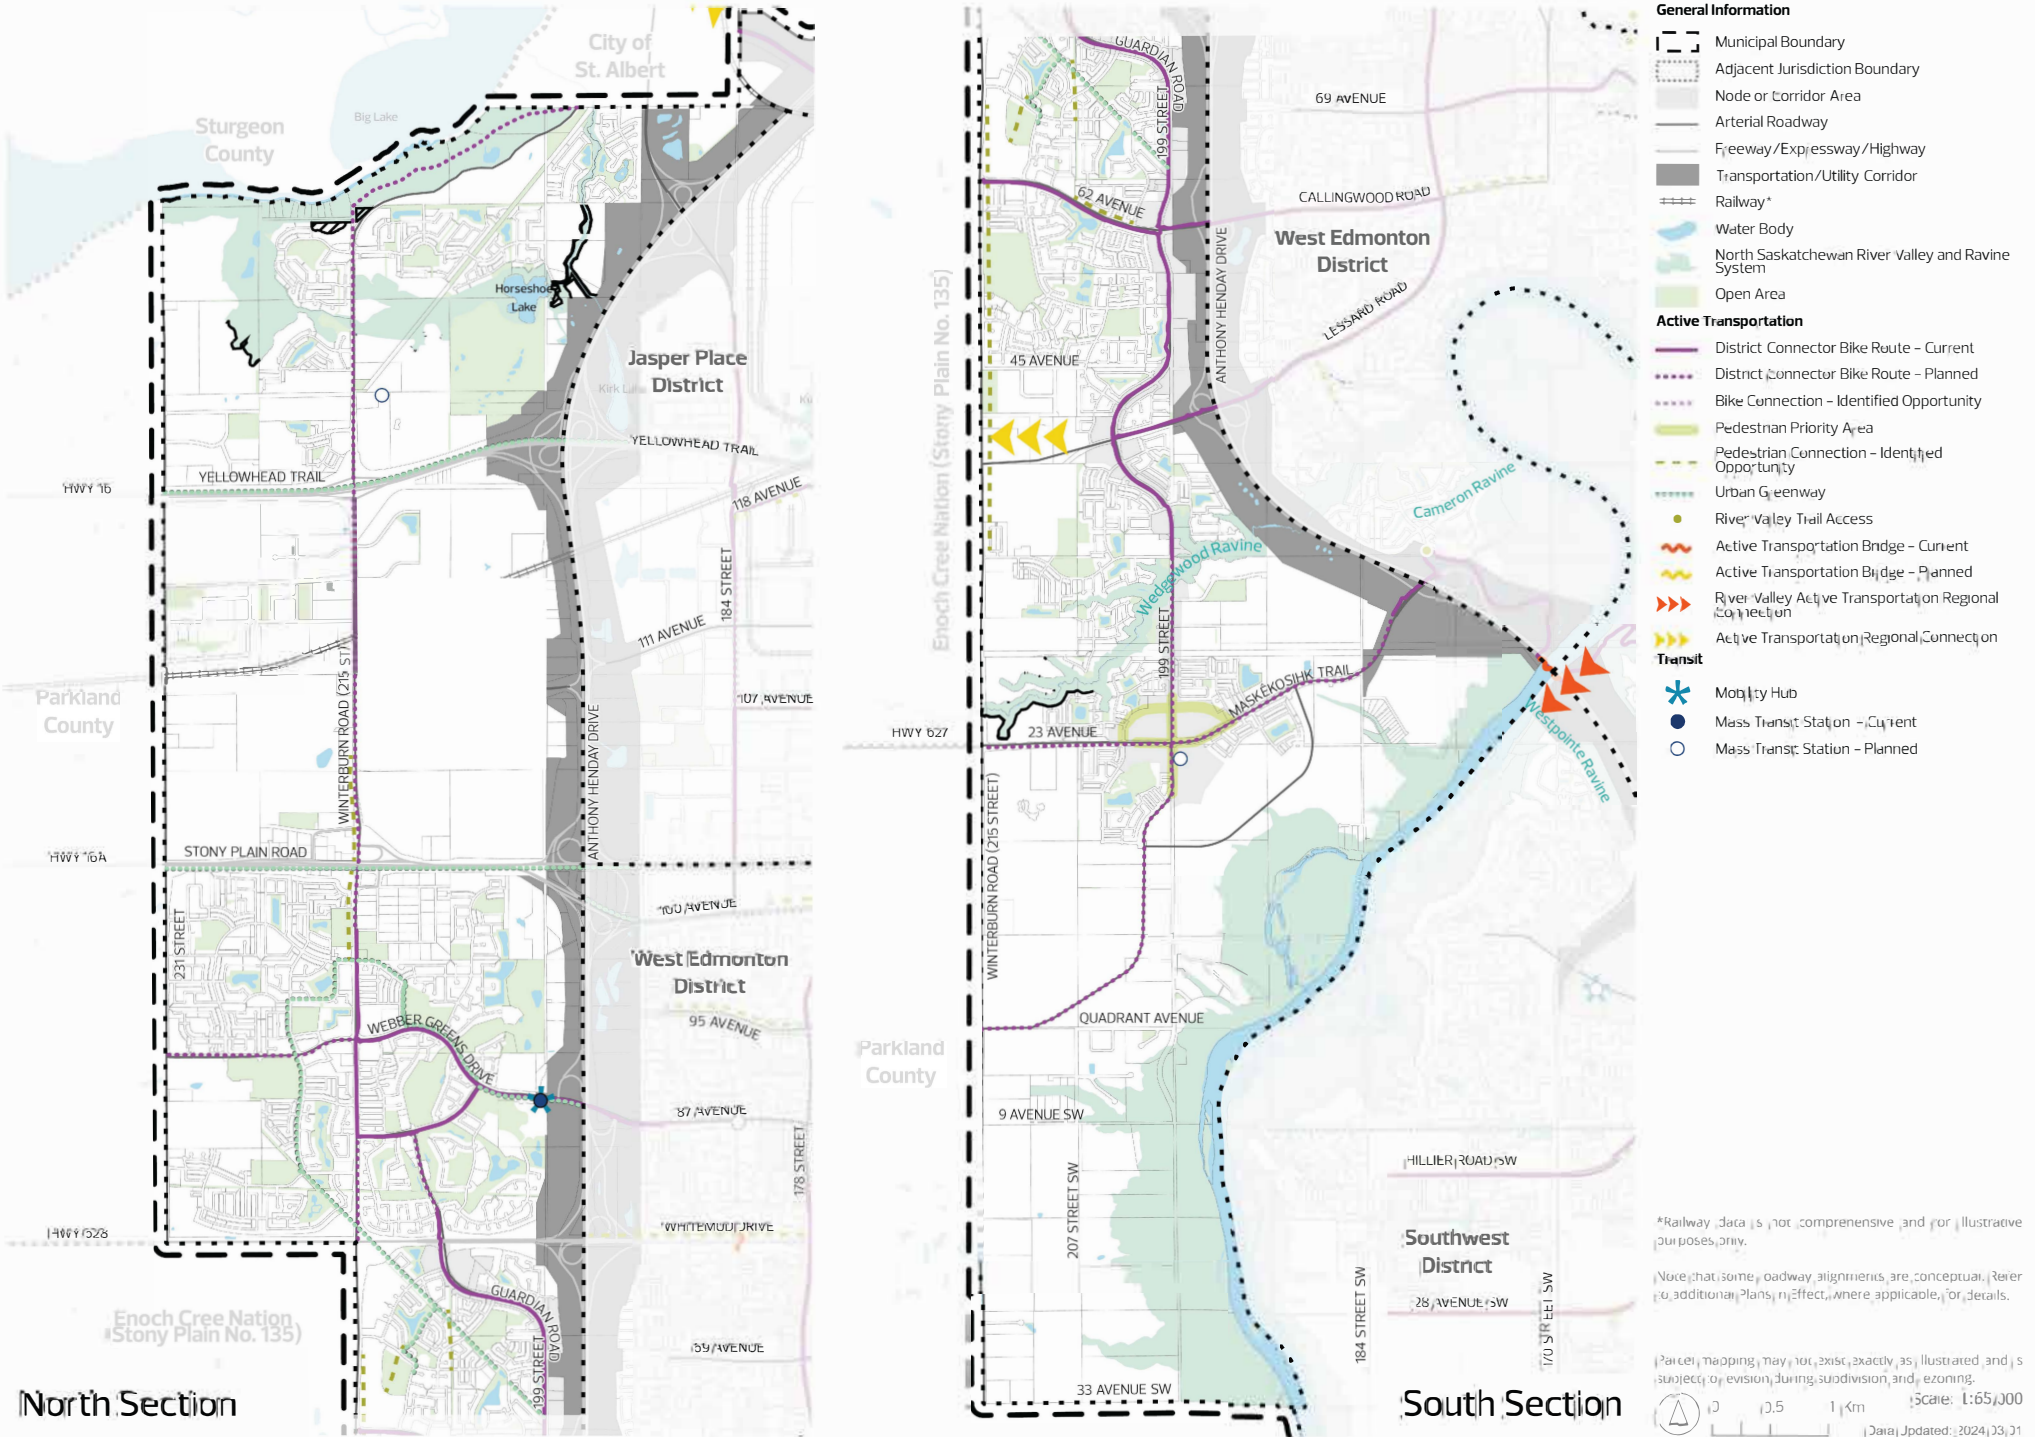 City of
St. Albert
Big Lake
Sturgeon
County
Horseshoe
Lake
Jasper Place
District
YELLOWHEAD TRAIL
YELLOWHEAD TRAIL
HWY 16
118 AVENUE
184 STREET
111 AVENUE
WINTERBURN ROAD (215 ST)
Parkland
County
107 AVENUE
ANTHONY HENDAY DRIVE
HWY 16A
STONY PLAIN ROAD
100 AVENUE
231 STREET
West Edmonton
District
95 AVENUE
WEBBER GREENS DRIVE
87 AVENUE
178 STREET
HWY 628
WHITEMUD DRIVE
GUARDIAN ROAD
Enoch Cree Nation
(Stony Plain No. 135)
69 AVENUE
199 STREET
North Section
GUARDIAN ROAD
69 AVENUE
199 STREET
62 AVENUE
CALLINGWOOD ROAD
West Edmonton
District
ANTHONY HENDAY DRIVE
Enoch Cree Nation (Stony Plain No. 135)
LESSARD ROAD
45 AVENUE
Cameron Ravine
Wedgewood Ravine
199 STREET
MASKÊKOSIHK TRAIL
HWY 627
23 AVENUE
Westpointe Ravine
WINTERBURN ROAD (215 STREET)
QUADRANT AVENUE
Parkland
County
9 AVENUE SW
HILLIER ROAD SW
207 STREET SW
Southwest
District
184 STREET SW
28 AVENUE SW
170 STREET SW
33 AVENUE SW
South Section
General Information
Municipal Boundary
Adjacent Jurisdiction Boundary
Node or Corridor Area
Arterial Roadway
Freeway/Expressway/Highway
Transportation/Utility Corridor
Railway*
Water Body
North Saskatchewan River Valley and Ravine
System
Open Area
Active Transportation
District Connector Bike Route - Current
District Connector Bike Route - Planned
Bike Connection - Identified Opportunity
Pedestrian Priority Area
Pedestrian Connection - Identified
Opportunity
Urban Greenway
River Valley Trail Access
Active Transportation Bridge - Current
Active Transportation Bridge - Planned
River Valley Active Transportation Regional
Connection
Active Transportation Regional Connection
Transit
Mobility Hub
Mass Transit Station - Current
Mass Transit Station - Planned
*Railway data is not comprehensive and for illustrative
purposes only.
Note that some roadway alignments are conceptual. Refer
to additional Plans in Effect, where applicable, for details.
Parcel mapping may not exist exactly as illustrated and is
subject to revision during subdivision and rezoning.
Scale: 1:65,000
0 0.5 1 Km
Data Updated: 2024 03 01